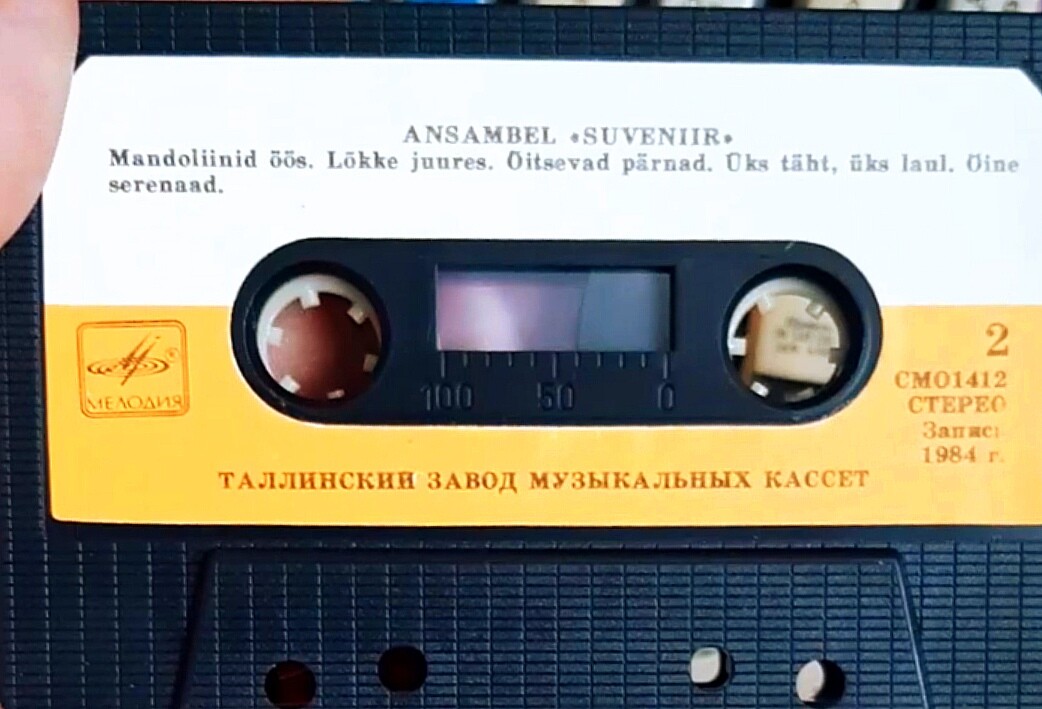 ANSAMBEL «SUVENIIR»
Mandoliinid öös. Lõkke juures. Õitsevad pärnad. Üks täht, üks laul. Öine
serenaad.
МЕЛОДИЯ
®
100 50 0
2
СМ01412
СТЕРЕО
Запись
1984 г.
ТАЛЛИНСКИЙ ЗАВОД МУЗЫКАЛЬНЫХ КАССЕТ